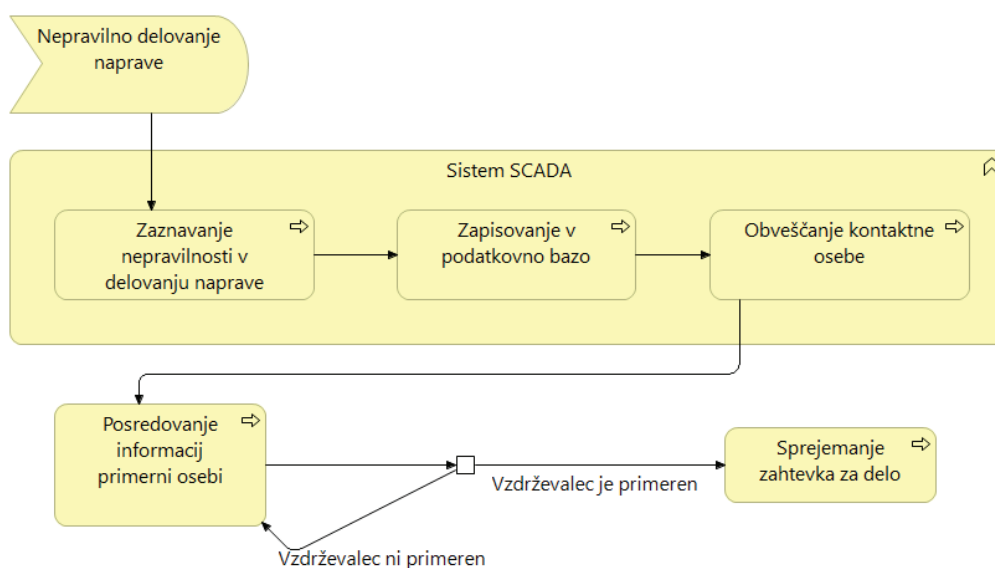 Nepravilno delovanje
naprave
Sistem SCADA
Zaznavanje
nepravilnosti v
delovanju naprave
Zapisovanje v
podatkovno bazo
Obveščanje kontaktne
osebe
Posredovanje
informacij
primerni osebi
Vzdrževalec je primeren
Sprejemanje
zahtevka za delo
Vzdrževalec ni primeren